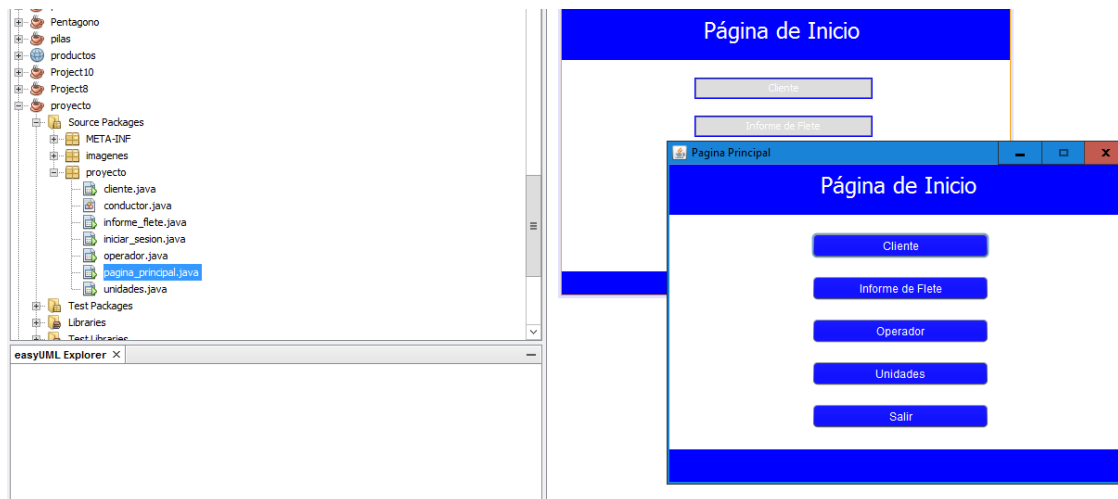 Pentagono
pilas
productos
Project10
Project8
proyecto
Source Packages
META-INF
imagenes
proyecto
cliente.java
conductor.java
informe_flete.java
iniciar_sesion.java
operador.java
pagina_principal.java
unidades.java
Test Packages
Libraries
Test Libraries
easyUML Explorer
Página de Inicio
Cliente
Informe de Flete
Pagina Principal
Página de Inicio
Cliente
Informe de Flete
Operador
Unidades
Salir